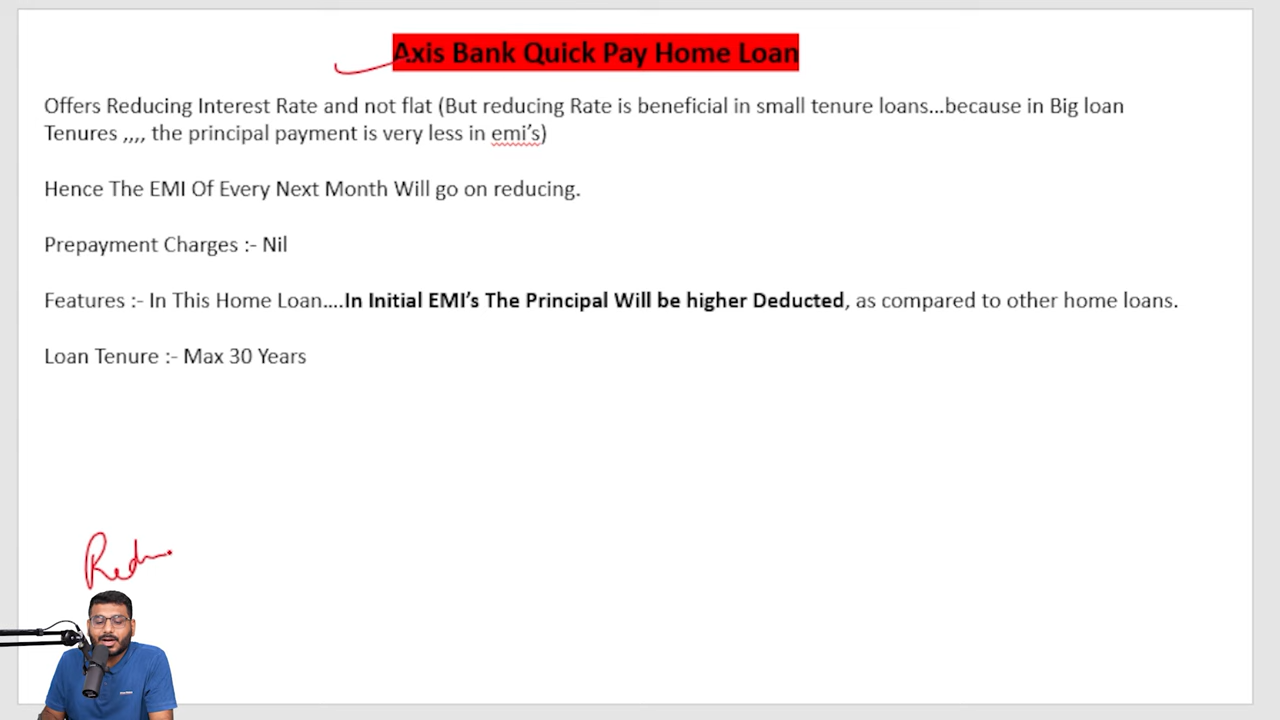 Axis Bank Quick Pay Home Loan
Offers Reducing Interest Rate and not flat (But reducing Rate is beneficial in small tenure loans...because in Big loan
Tenures ,,,, the principal payment is very less in emi’s)
Hence The EMI Of Every Next Month Will go on reducing.
Prepayment Charges :- Nil
Features :- In This Home Loan....In Initial EMI’s The Principal Will be higher Deducted, as compared to other home loans.
Loan Tenure :- Max 30 Years